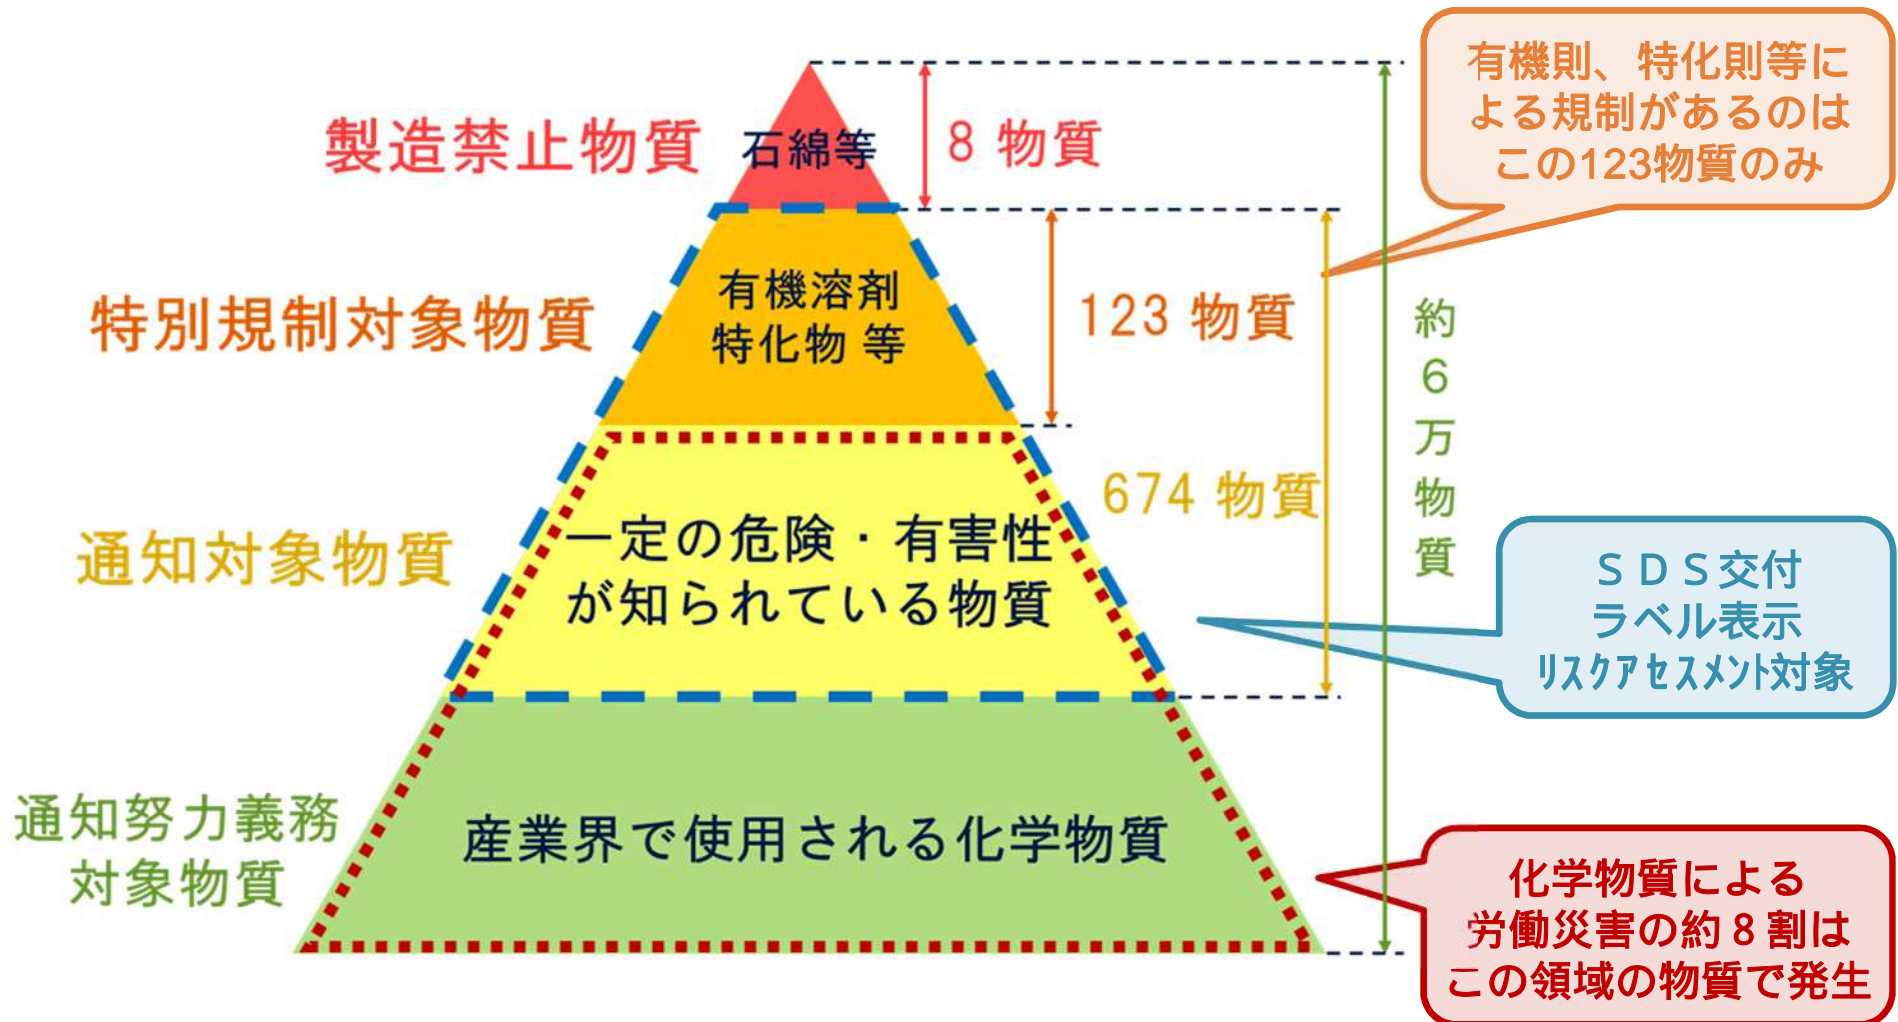 有機則、特化則等に
よる規制があるのは
この123物質のみ
製造禁止物質
石綿等
8 物質
特別規制対象物質
有機溶剤
特化物 等
123 物質
約6万物質
通知対象物質
一定の危険・有害性
が知られている物質
674 物質
SDS交付
ラベル表示
リスクアセスメント対象
通知努力義務
対象物質
産業界で使用される化学物質
化学物質による
労働災害の約8割は
この領域の物質で発生